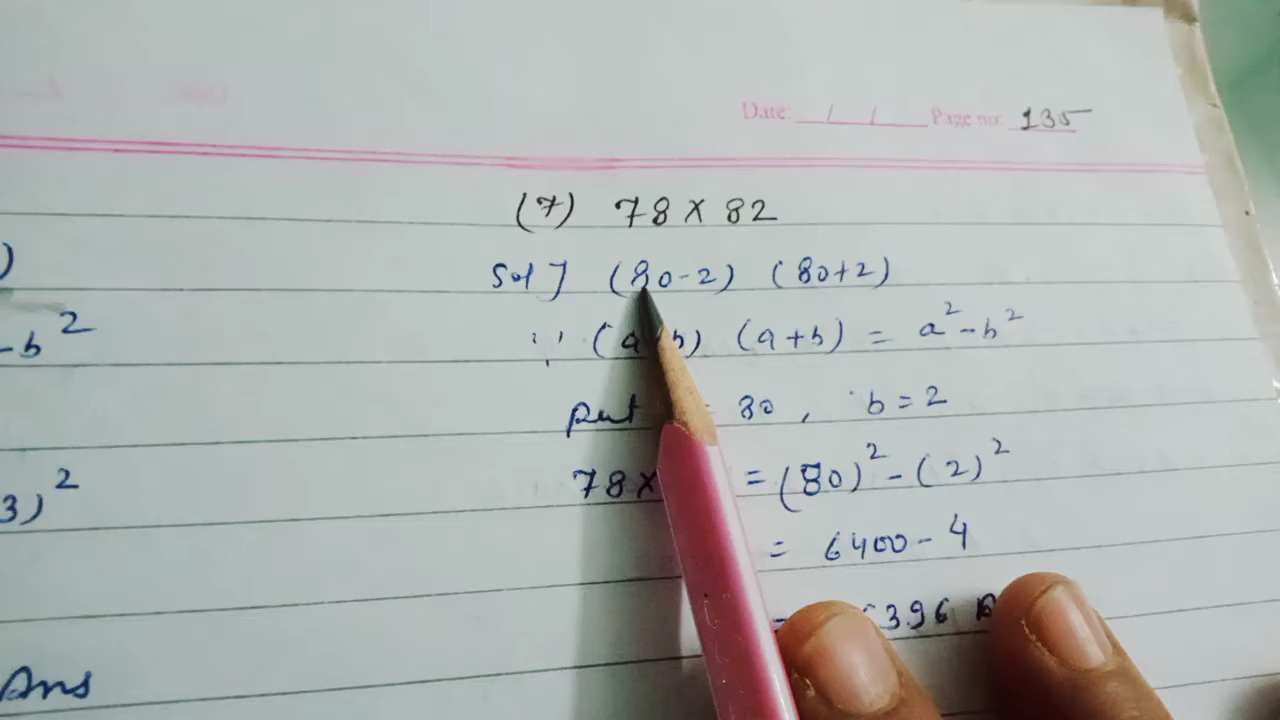 Date: / / Page no: 135
(7) 78 × 82
Sol] (80-2) (80+2)
∵ (a b) (a+b) = a²-b²
put = 80, b = 2
78× = (80)² - (2)²
= 6400 - 4
= 6396
)
-b²
3)²
Ans